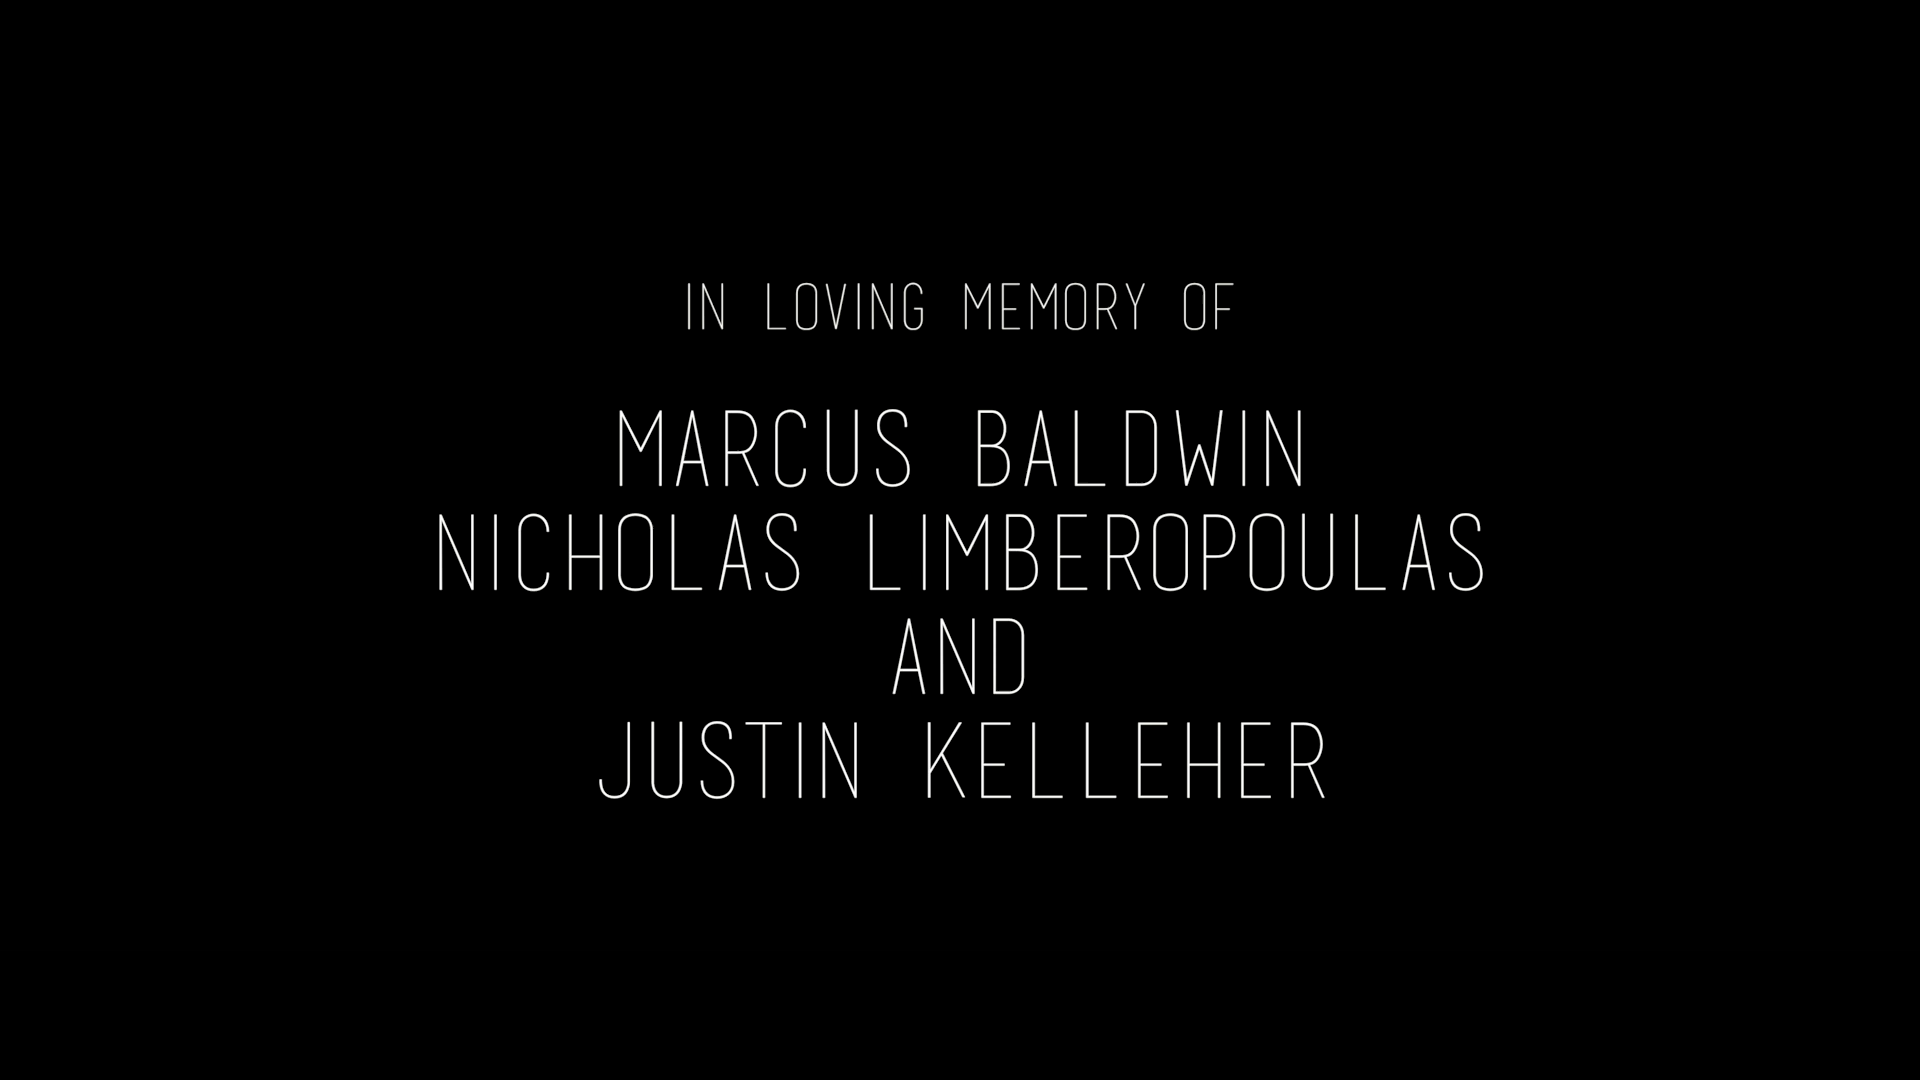 IN LOVING MEMORY OF
MARCUS BALDWIN
NICHOLAS LIMBEROPOULAS
AND
JUSTIN KELLEHER